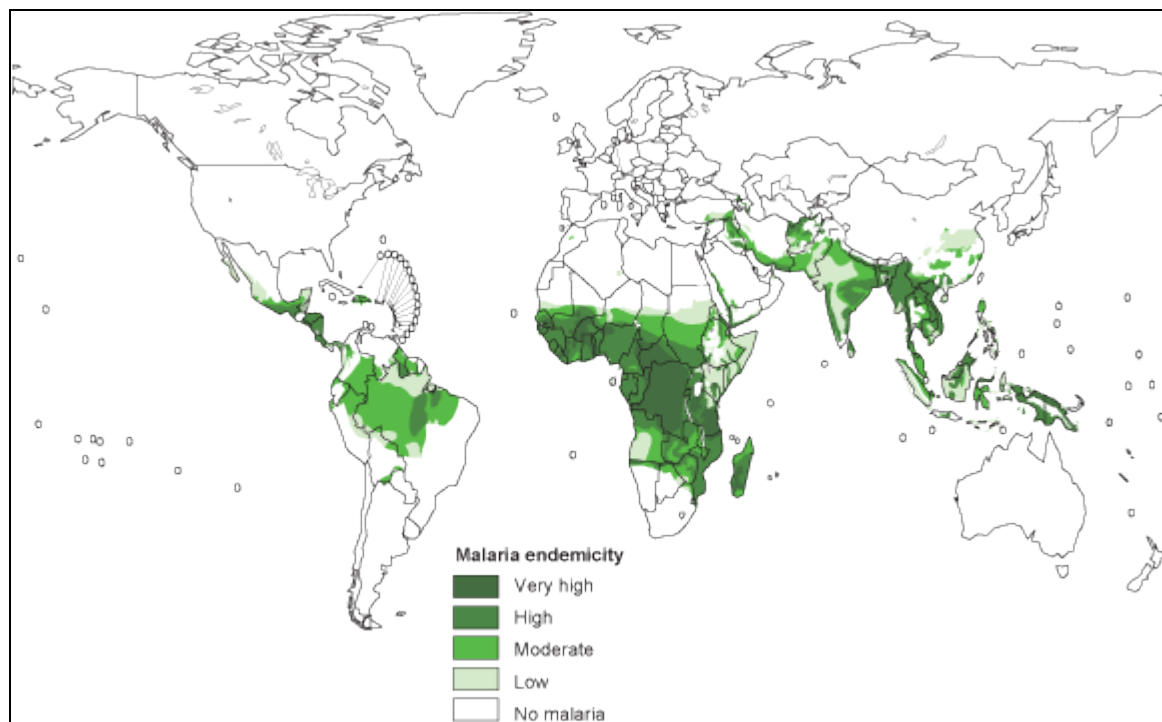 Malaria endemicity
Very high
High
Moderate
Low
No malaria